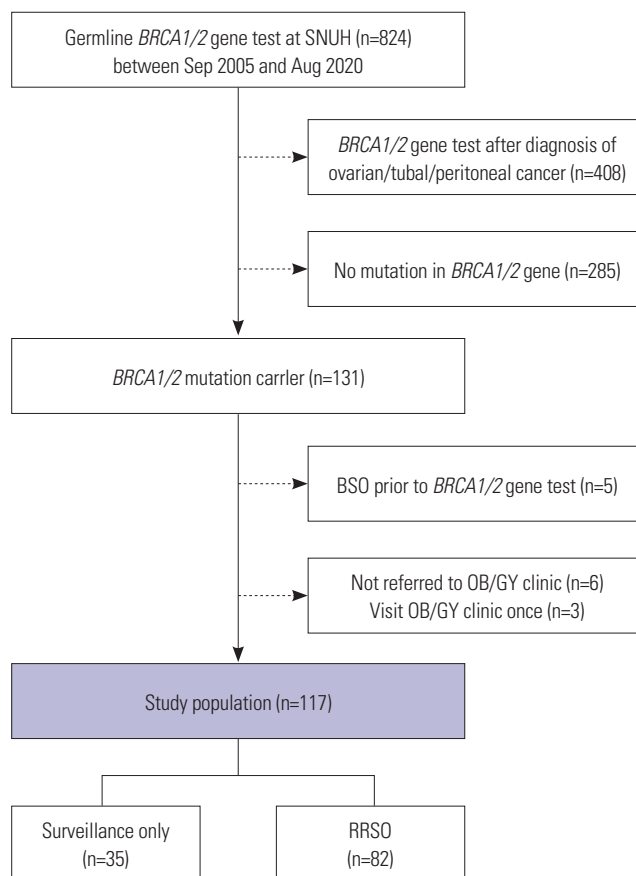 Germline BRCA1/2 gene test at SNUH (n=824)
between Sep 2005 and Aug 2020
BRCA1/2 gene test after diagnosis of
ovarian/tubal/peritoneal cancer (n=408)
No mutation in BRCA1/2 gene (n=285)
BRCA1/2 mutation carrler (n=131)
BSO prior to BRCA1/2 gene test (n=5)
Not referred to OB/GY clinic (n=6)
Visit OB/GY clinic once (n=3)
Study population (n=117)
Surveillance only
(n=35)
RRSO
(n=82)